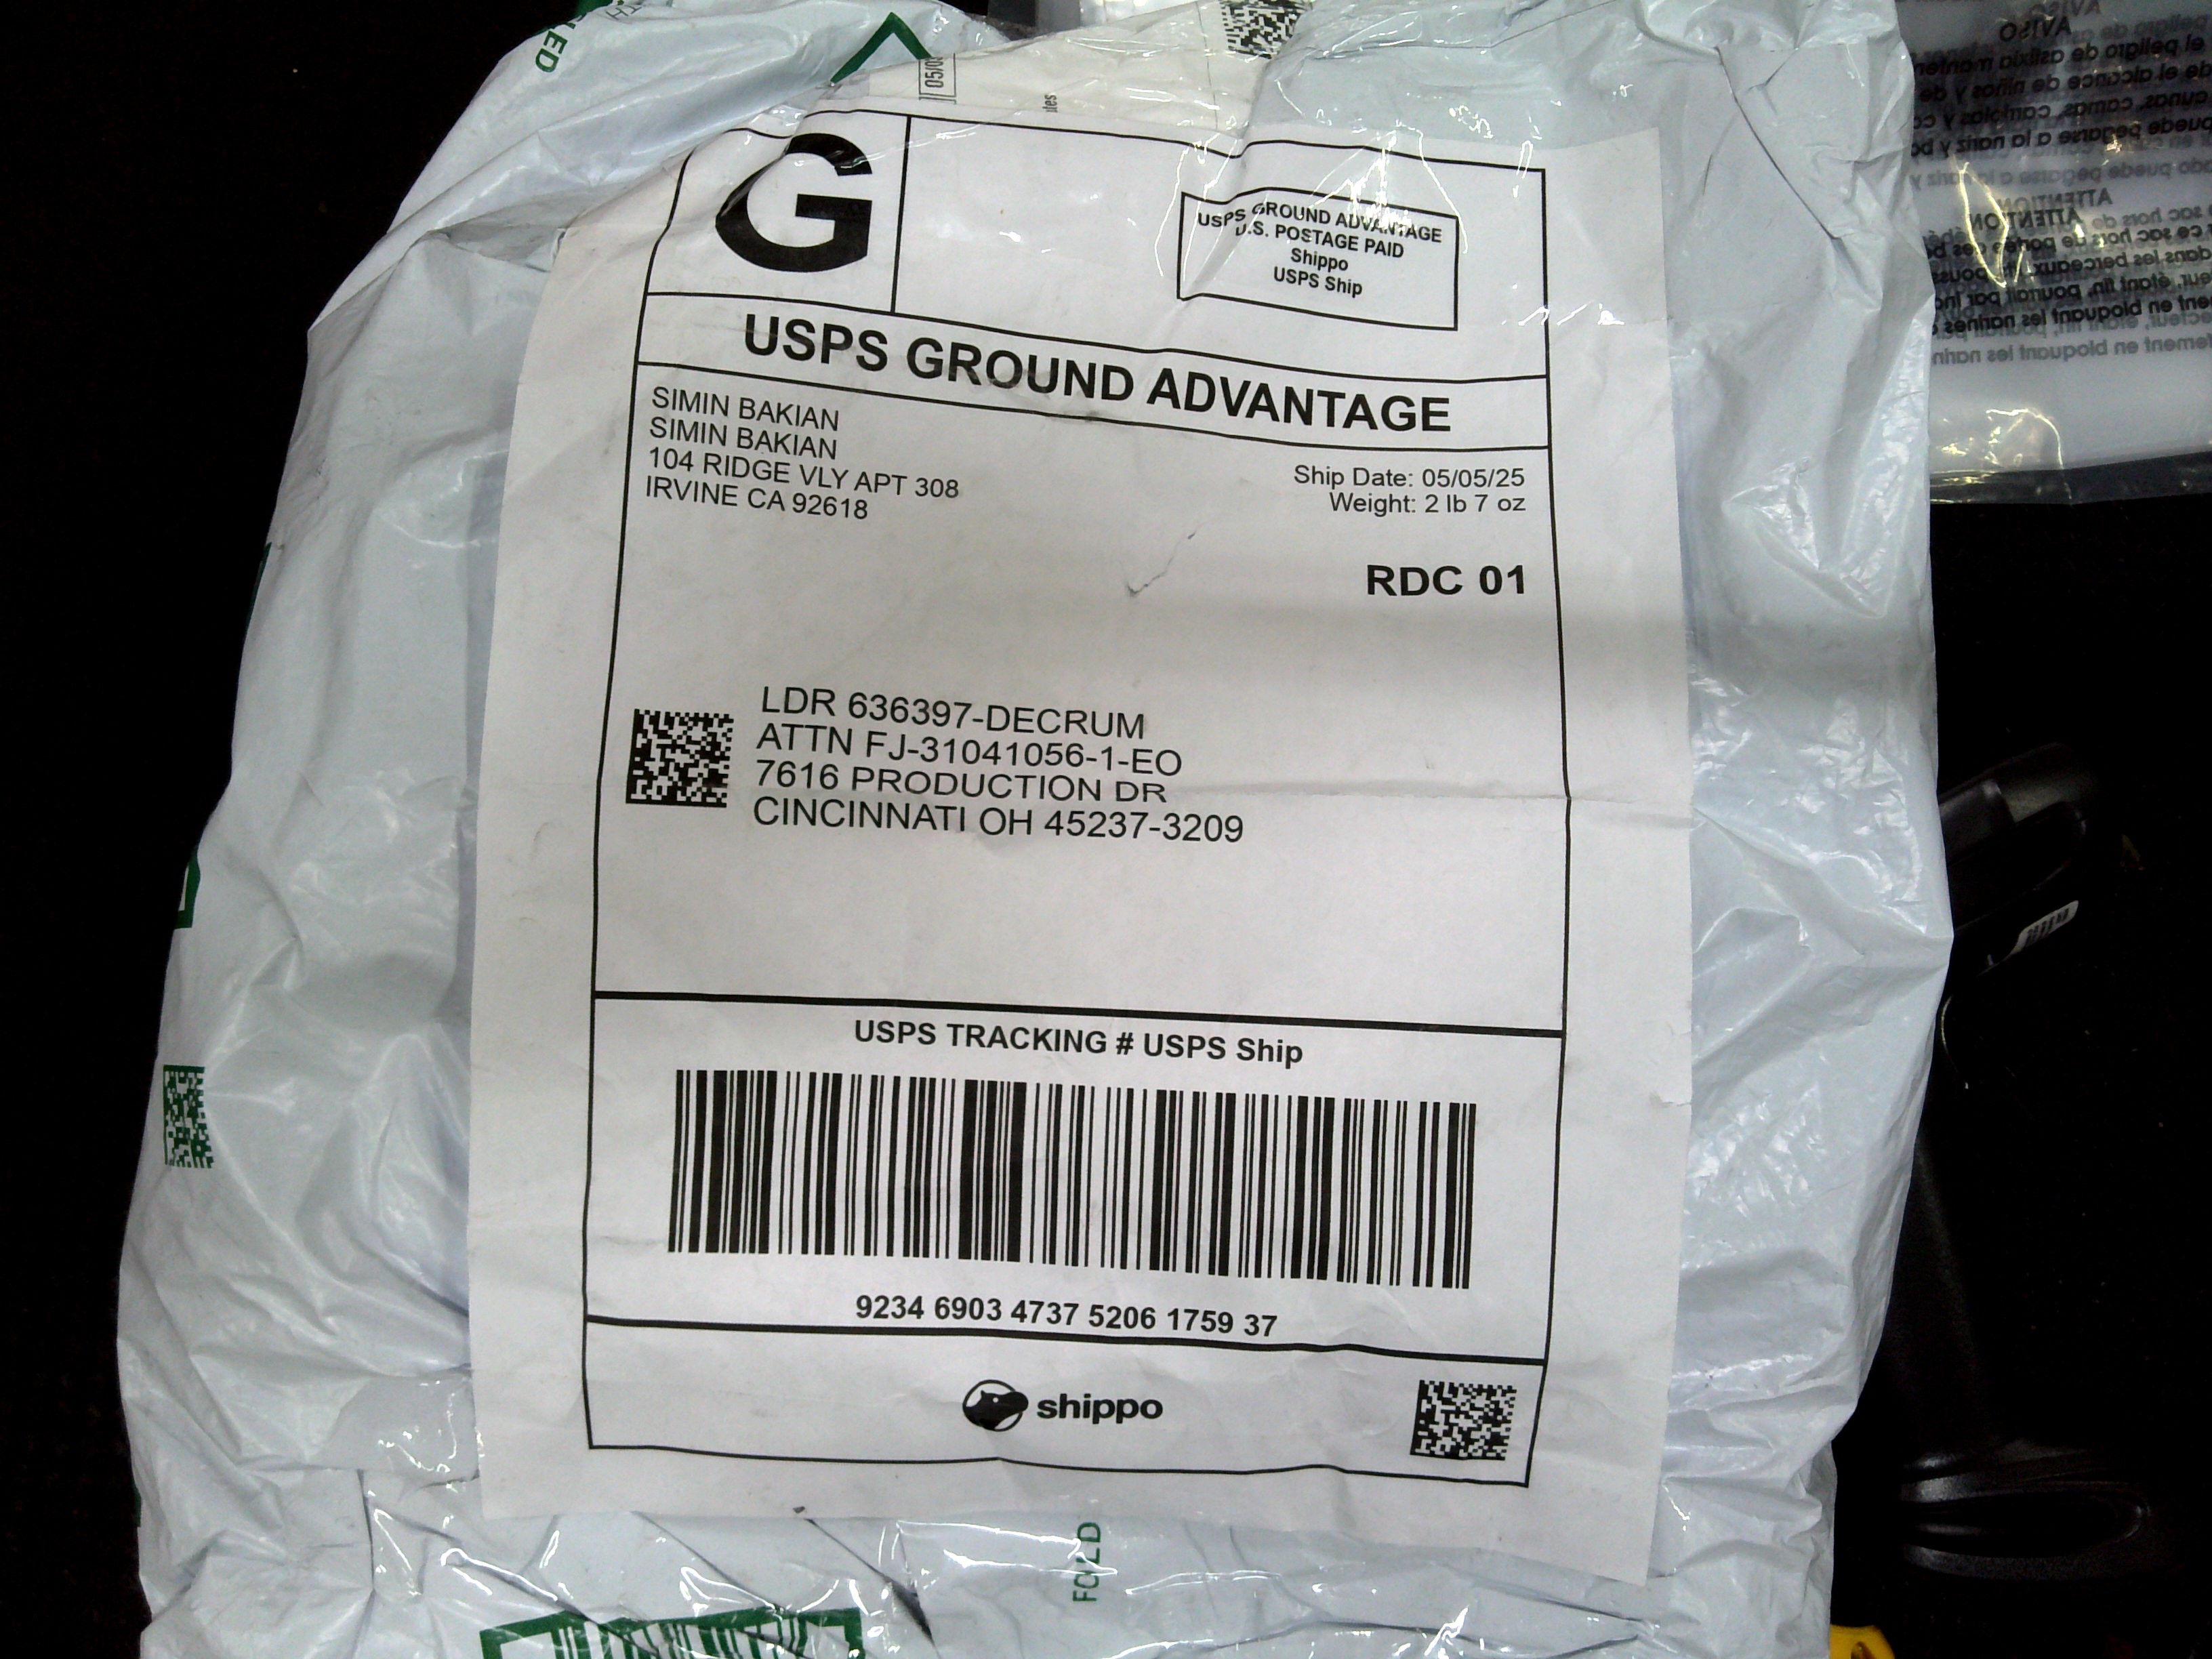 05/0
G
USPS GROUND ADVANTAGE
U.S. POSTAGE PAID
Shippo
USPS Ship
USPS GROUND ADVANTAGE
SIMIN BAKIAN
SIMIN BAKIAN
104 RIDGE VLY APT 308
IRVINE CA 92618
Ship Date: 05/05/25
Weight: 2 lb 7 oz
RDC 01
LDR 636397-DECRUM
ATTN FJ-31041056-1-EO
7616 PRODUCTION DR
CINCINNATI OH 45237-3209
USPS TRACKING # USPS Ship
9234 6903 4737 5206 1759 37
shippo
FOLD
AVISO
ATTENTION